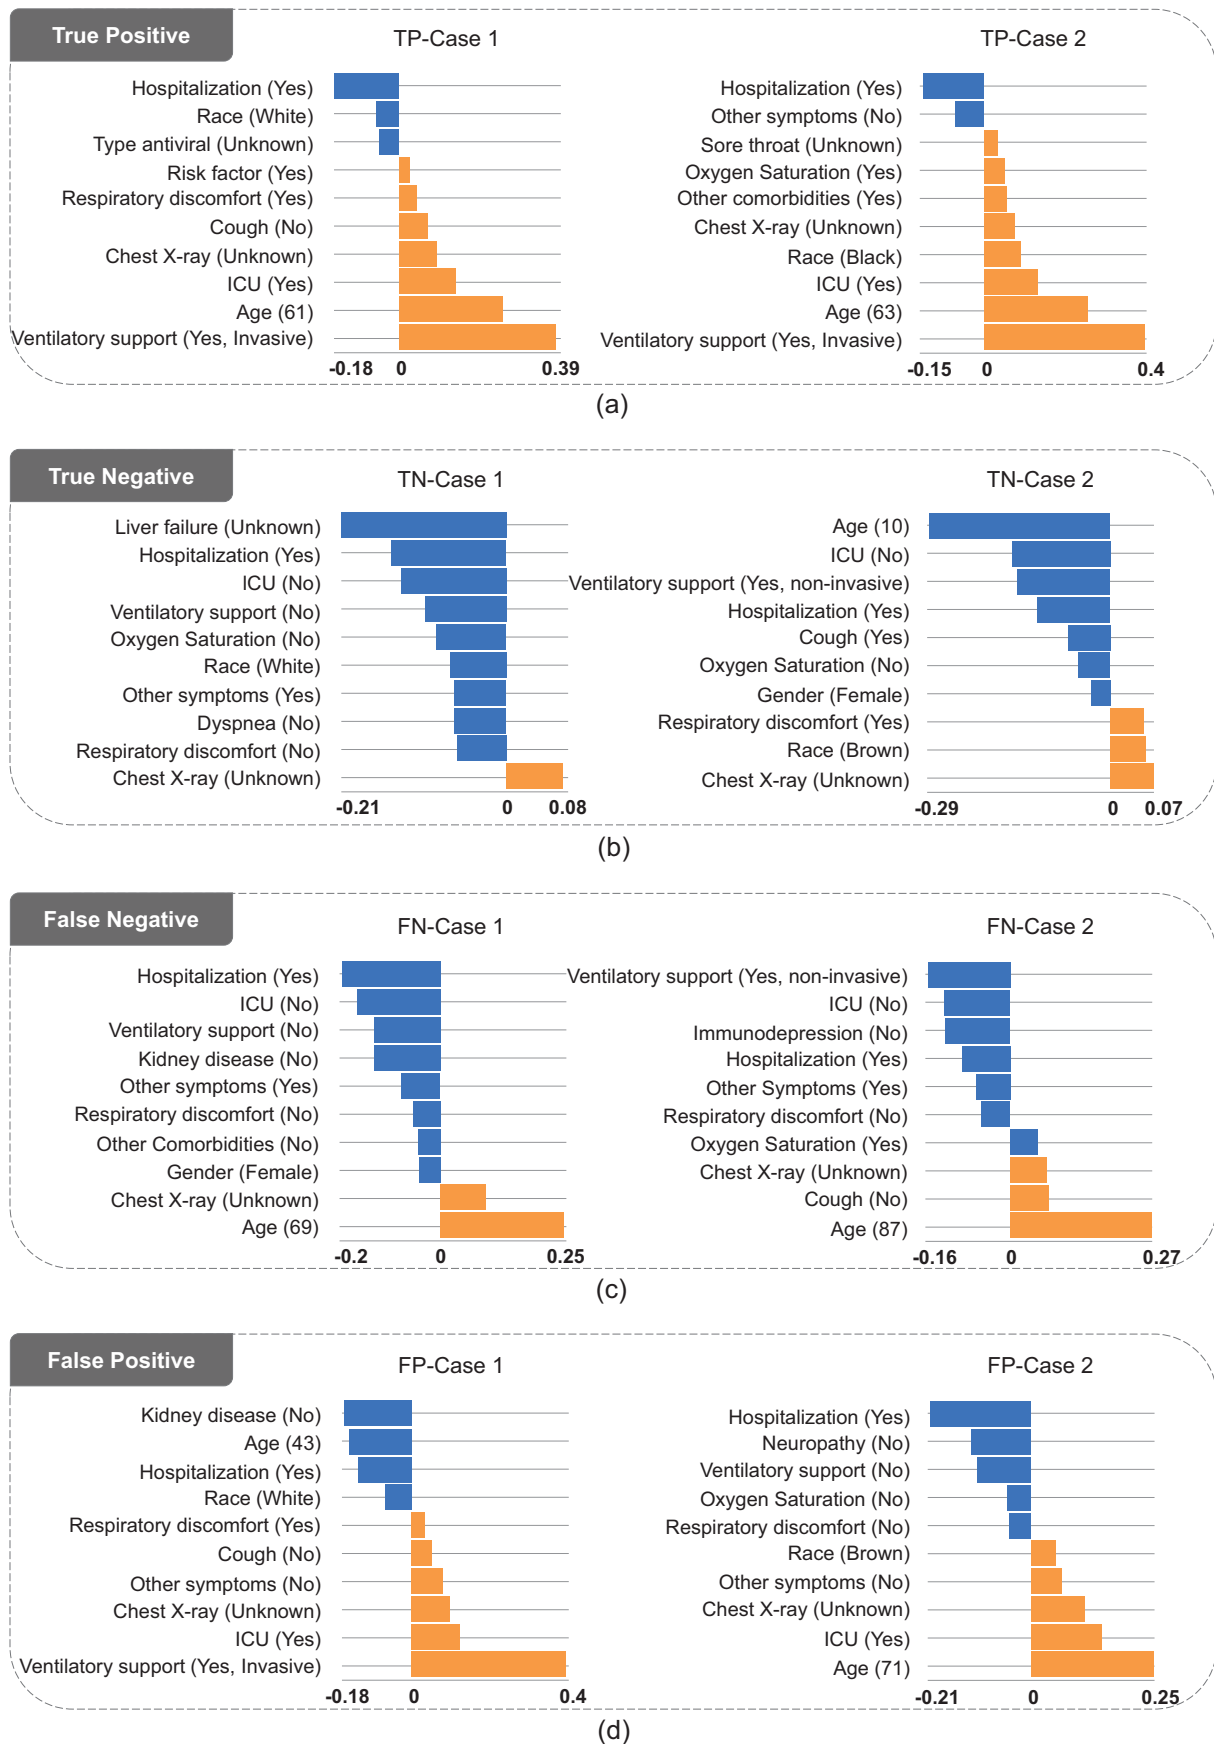 True Positive
TP-Case 1
Hospitalization (Yes)
Race (White)
Type antiviral (Unknown)
Risk factor (Yes)
Respiratory discomfort (Yes)
Cough (No)
Chest X-ray (Unknown)
ICU (Yes)
Age (61)
Ventilatory support (Yes, Invasive)
-0.18 0 0.39
TP-Case 2
Hospitalization (Yes)
Other symptoms (No)
Sore throat (Unknown)
Oxygen Saturation (Yes)
Other comorbidities (Yes)
Chest X-ray (Unknown)
Race (Black)
ICU (Yes)
Age (63)
Ventilatory support (Yes, Invasive)
-0.15 0 0.4
(a)
True Negative
TN-Case 1
Liver failure (Unknown)
Hospitalization (Yes)
ICU (No)
Ventilatory support (No)
Oxygen Saturation (No)
Race (White)
Other symptoms (Yes)
Dyspnea (No)
Respiratory discomfort (No)
Chest X-ray (Unknown)
-0.21 0 0.08
TN-Case 2
Age (10)
ICU (No)
Ventilatory support (Yes, non-invasive)
Hospitalization (Yes)
Cough (Yes)
Oxygen Saturation (No)
Gender (Female)
Respiratory discomfort (Yes)
Race (Brown)
Chest X-ray (Unknown)
-0.29 0 0.07
(b)
False Negative
FN-Case 1
Hospitalization (Yes)
ICU (No)
Ventilatory support (No)
Kidney disease (No)
Other symptoms (Yes)
Respiratory discomfort (No)
Other Comorbidities (No)
Gender (Female)
Chest X-ray (Unknown)
Age (69)
-0.2 0 0.25
FN-Case 2
Ventilatory support (Yes, non-invasive)
ICU (No)
Immunodepression (No)
Hospitalization (Yes)
Other Symptoms (Yes)
Respiratory discomfort (No)
Oxygen Saturation (Yes)
Chest X-ray (Unknown)
Cough (No)
Age (87)
-0.16 0 0.27
(c)
False Positive
FP-Case 1
Kidney disease (No)
Age (43)
Hospitalization (Yes)
Race (White)
Respiratory discomfort (Yes)
Cough (No)
Other symptoms (No)
Chest X-ray (Unknown)
ICU (Yes)
Ventilatory support (Yes, Invasive)
-0.18 0 0.4
FP-Case 2
Hospitalization (Yes)
Neuropathy (No)
Ventilatory support (No)
Oxygen Saturation (No)
Respiratory discomfort (No)
Race (Brown)
Other symptoms (No)
Chest X-ray (Unknown)
ICU (Yes)
Age (71)
-0.21 0 0.25
(d)